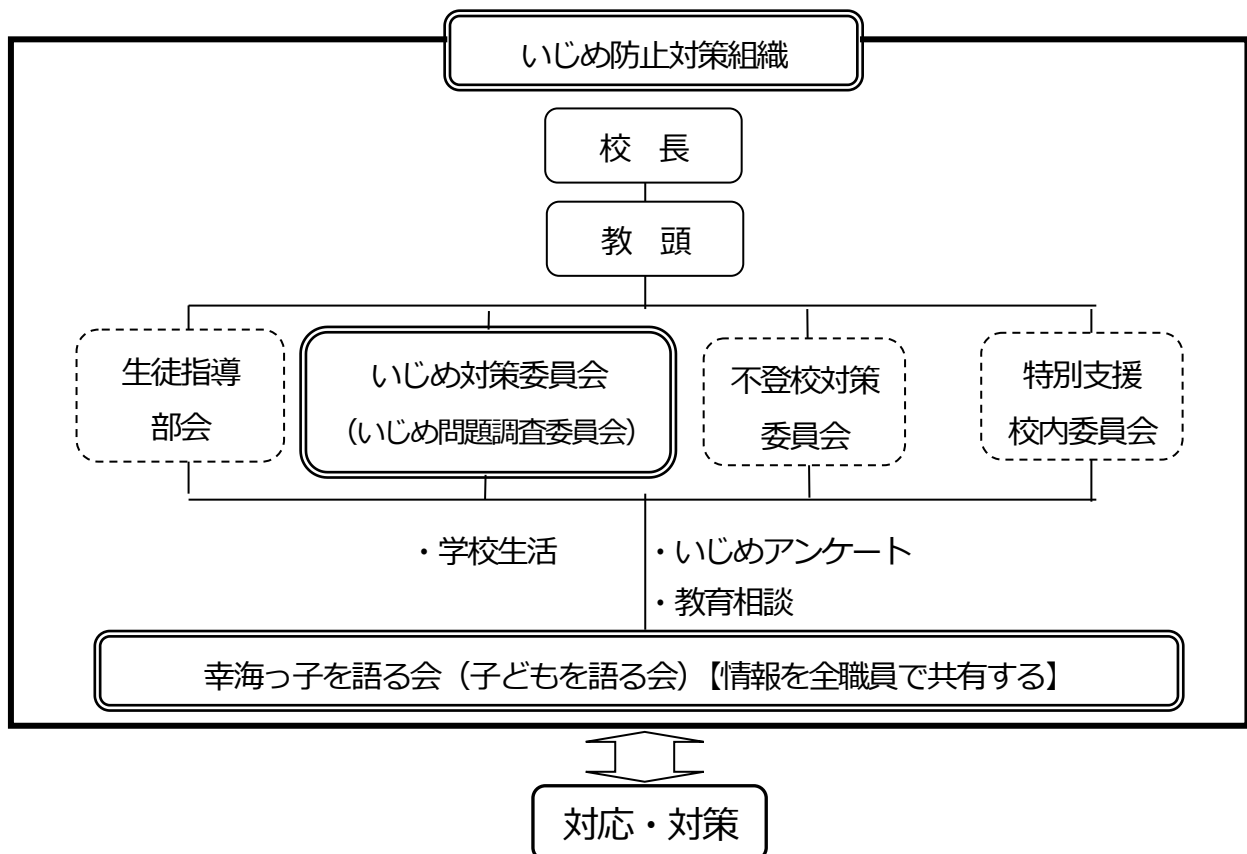 いじめ防止対策組織
校 長
教 頭
生徒指導
部会
いじめ対策委員会
（いじめ問題調査委員会）
不登校対策
委員会
特別支援
校内委員会
・学校生活
・いじめアンケート
・教育相談
幸海っ子を語る会（子どもを語る会）【情報を全職員で共有する】
対応・対策